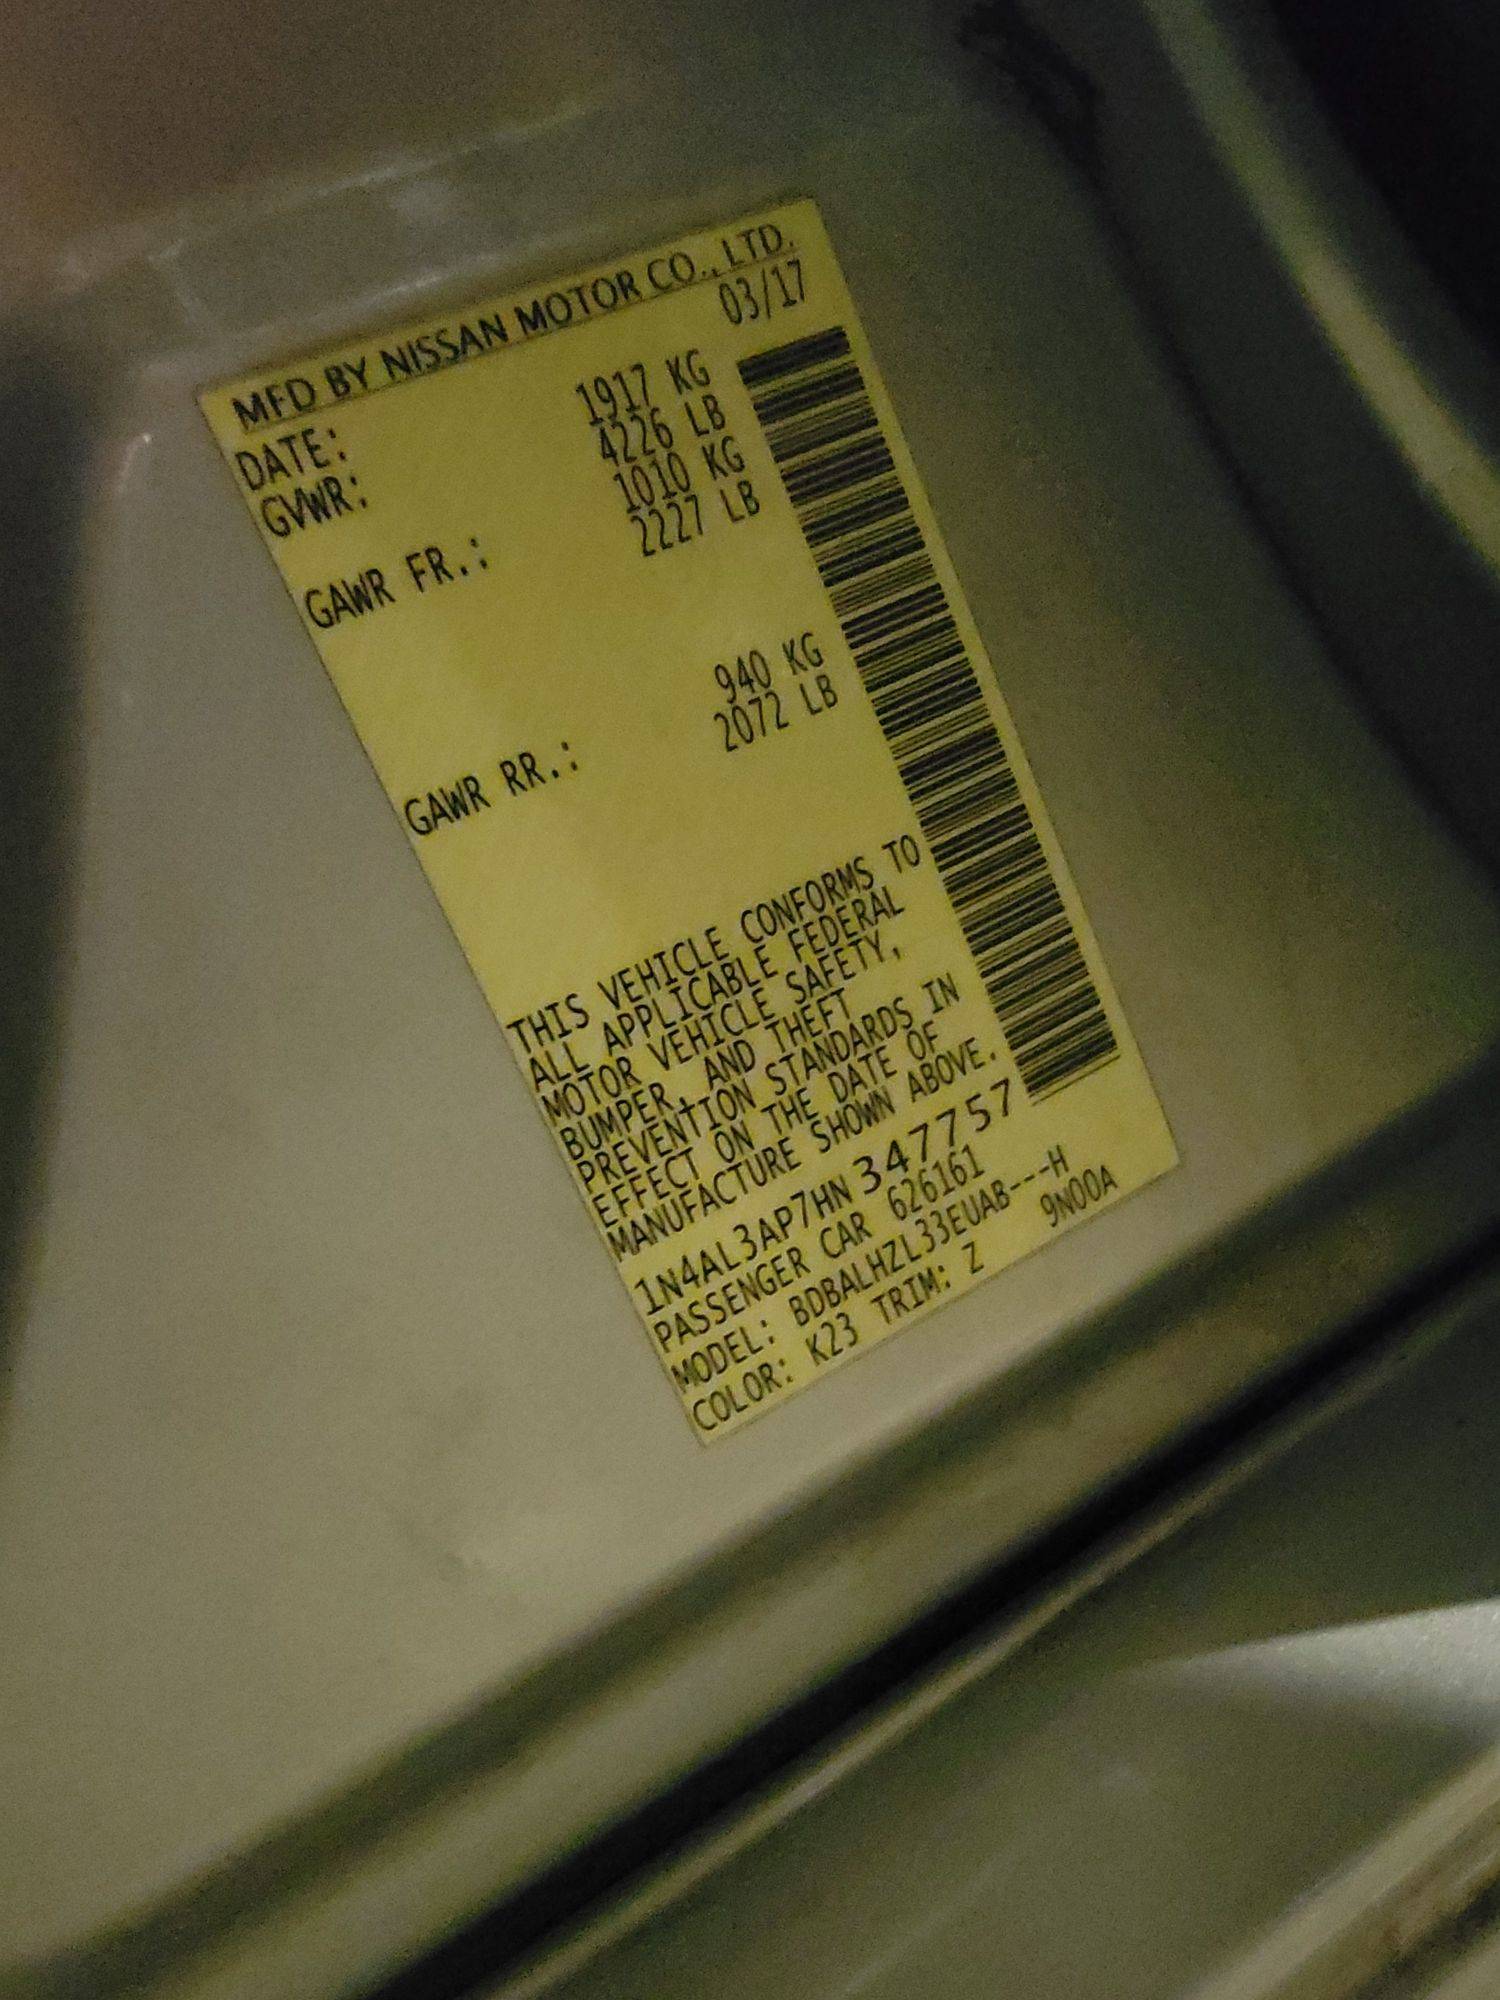 MFD BY NISSAN MOTOR CO., LTD.
DATE: 03/17
GVWR: 1917 KG
4226 LB
GAWR FR.: 1010 KG
2227 LB
GAWR RR.: 940 KG
2072 LB
THIS VEHICLE CONFORMS TO
ALL APPLICABLE FEDERAL
MOTOR VEHICLE SAFETY,
BUMPER, AND THEFT
PREVENTION STANDARDS IN
EFFECT ON THE DATE OF
MANUFACTURE SHOWN ABOVE.
1N4AL3AP7HN 347757
PASSENGER CAR 626161
MODEL: BDBALHZL33EUAB---H
COLOR: K23 TRIM: Z 9N00A